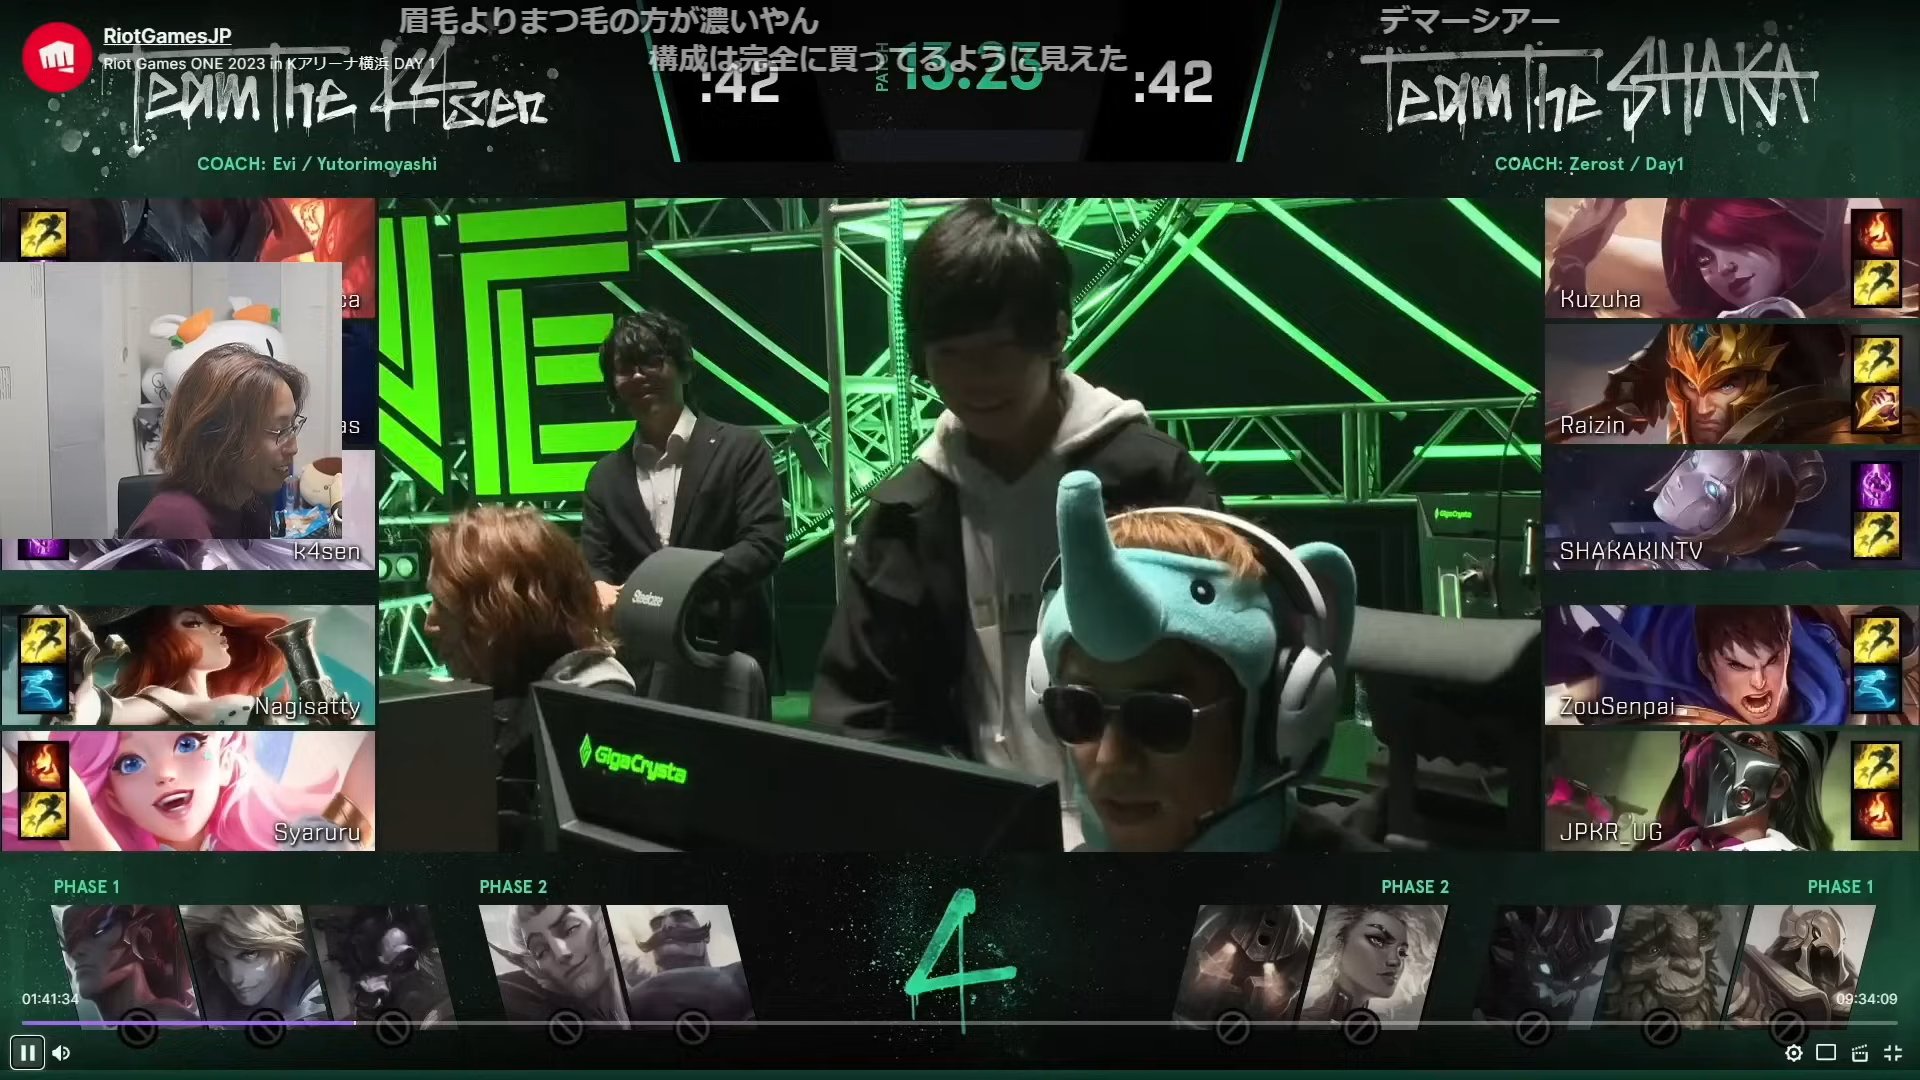 眉毛よりまつ毛の方が濃いやん
デマーシアー
RiotGamesJP
Riot Games ONE 2023 in Kアリーナ横浜 DAY 1
構成は完全に買ってるように見えた
Team The k4sen
:42
PATCH 13.23
:42
Team The SHAKA
COACH: Evi / Yutorimoyashi
COACH: Zerost / Day1
Kuzuha
Raizin
k4sen
SHAKAKINTV
Steelcase
GigaCrysta
GigaCrysta
Nagisatty
ZouSenpai
Syaruru
JPKR_UG
PHASE 1
PHASE 2
PHASE 2
PHASE 1
4
01:41:34
09:34:09